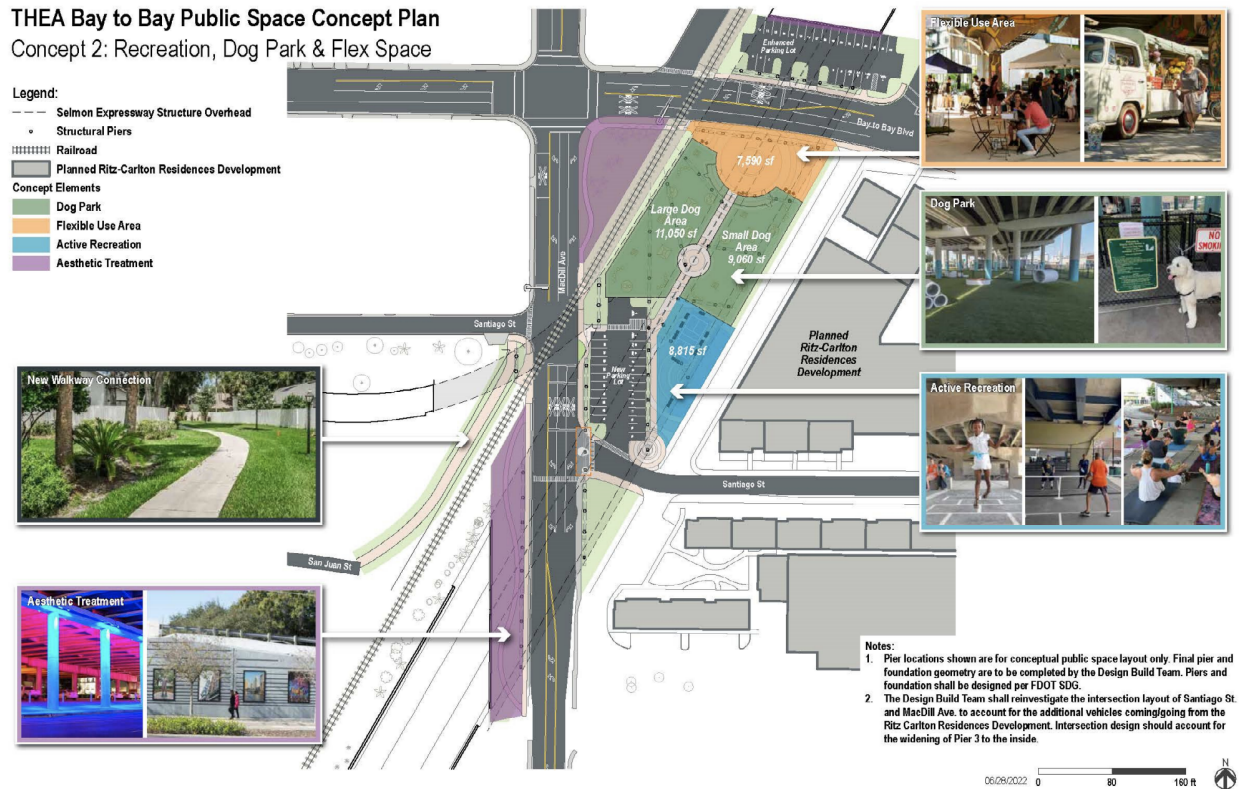 THEA Bay to Bay Public Space Concept Plan
Concept 2: Recreation, Dog Park & Flex Space
Legend:
Selmon Expressway Structure Overhead
Structural Piers
Railroad
Planned Ritz-Carlton Residences Development
Concept Elements
Dog Park
Flexible Use Area
Active Recreation
Aesthetic Treatment
Enhanced
Parking Lot
Bay to Bay Blvd
7,590 sf
Large Dog
Area
11,050 sf
Small Dog
Area
9,060 sf
MacDill Ave
Santiago St
8,815 sf
New
Parking
Lot
Planned
Ritz-Carlton
Residences
Development
Santiago St
San Juan St
New Walkway Connection
Aesthetic Treatment
Flexible Use Area
Dog Park
NO
SMOKI
Active Recreation
Notes:
1. Pier locations shown are for conceptual public space layout only. Final pier and
foundation geometry are to be completed by the Design Build Team. Piers and
foundation shall be designed per FDOT SDG.
2. The Design Build Team shall reinvestigate the intersection layout of Santiago St.
and MacDill Ave. to account for the additional vehicles coming/going from the
Ritz Carlton Residences Development. Intersection design should account for
the widening of Pier 3 to the inside.
06/28/2022 0 80 160 ft
N